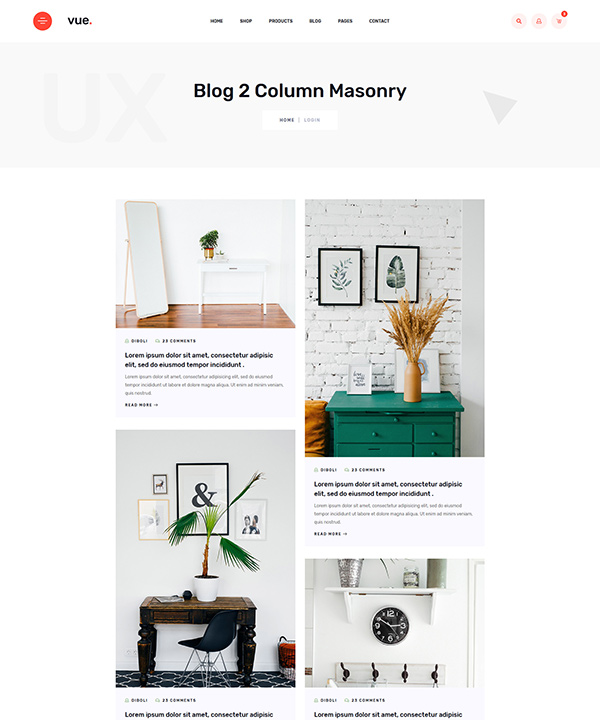 vue.
HOME SHOP PRODUCTS BLOG PAGES CONTACT
UX
Blog 2 Column Masonry
HOME | LOGIN
DIBOLI 23 COMMENTS
Lorem ipsum dolor sit amet, consectetur adipisic
elit, sed do eiusmod tempor incididunt .
Lorem ipsum dolor sit amet, consectetur adipisic elit, sed do eiusmod
tempor incididunt ut labore et dolore magna aliqua. Ut enim ad minim veniam,
quis nostrud.
READ MORE →
DIBOLI 23 COMMENTS
Lorem ipsum dolor sit amet, consectetur adipisic
elit, sed do eiusmod tempor incididunt .
Lorem ipsum dolor sit amet, consectetur adipisic elit, sed do eiusmod tempor
incididunt ut labore et dolore magna aliqua. Ut enim ad minim veniam, quis
nostrud.
READ MORE →
&
DIBOLI 23 COMMENTS
Lorem ipsum dolor sit amet, consectetur adipisic
DIBOLI 23 COMMENTS
Lorem ipsum dolor sit amet, consectetur adipisic